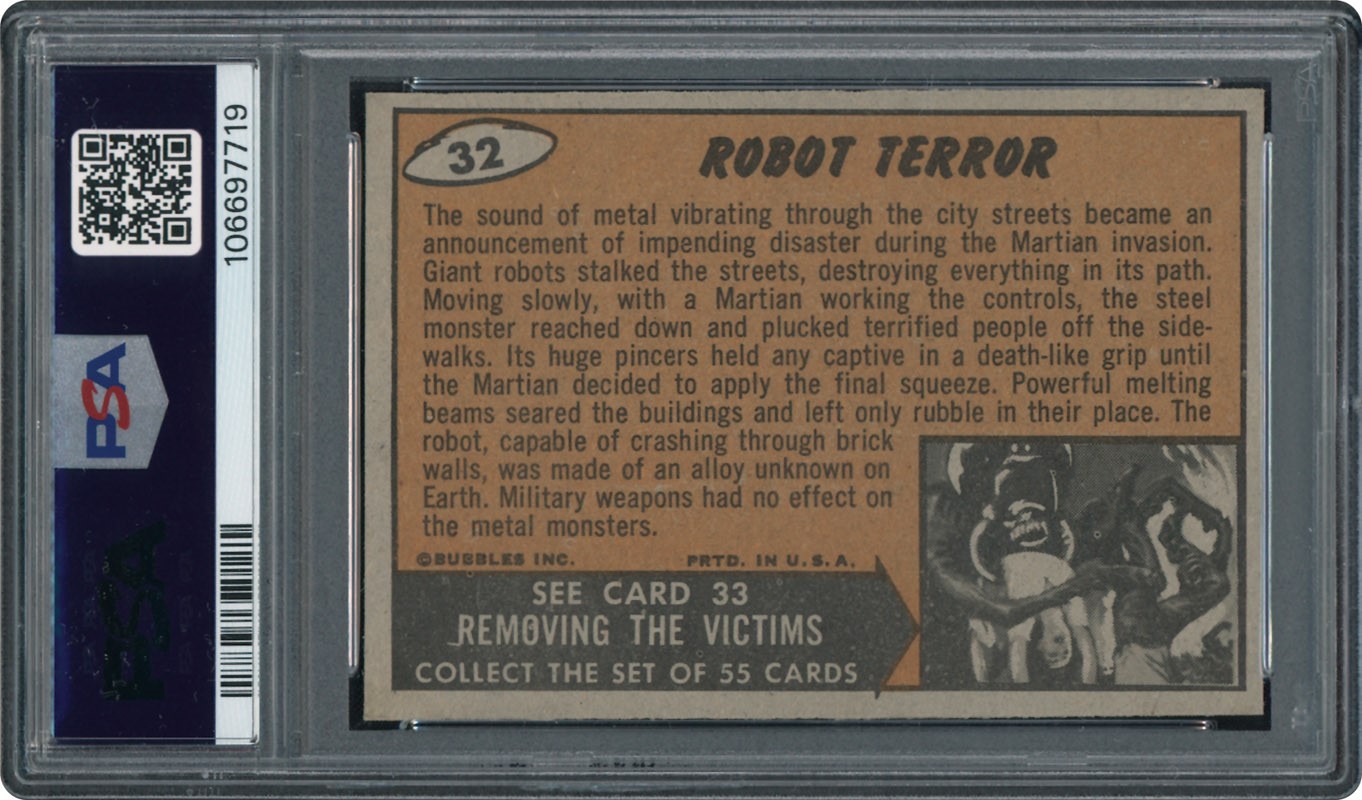 106697719
PSA
32
ROBOT TERROR
The sound of metal vibrating through the city streets became an
announcement of impending disaster during the Martian invasion.
Giant robots stalked the streets, destroying everything in its path.
Moving slowly, with a Martian working the controls, the steel
monster reached down and plucked terrified people off the side-
walks. Its huge pincers held any captive in a death-like grip until
the Martian decided to apply the final squeeze. Powerful melting
beams seared the buildings and left only rubble in their place. The
robot, capable of crashing through brick
walls, was made of an alloy unknown on
Earth. Military weapons had no effect on
the metal monsters.
©BUBBLES INC. PRTD. IN U.S.A.
SEE CARD 33
REMOVING THE VICTIMS
COLLECT THE SET OF 55 CARDS
PSA
PSA